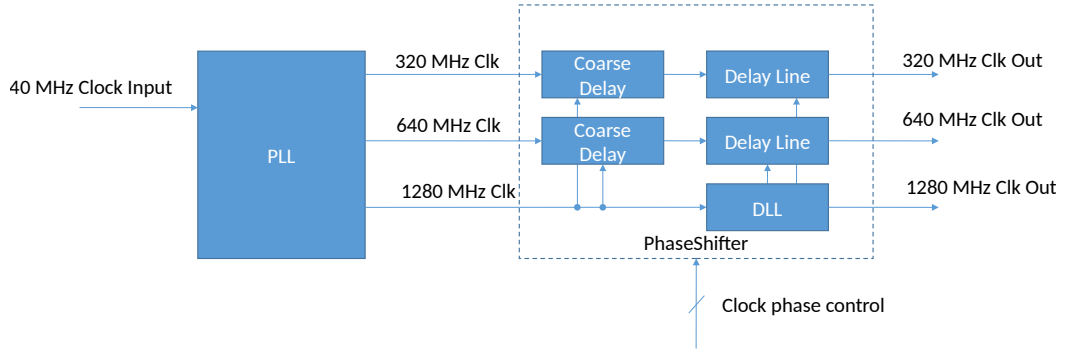 40 MHz Clock Input
PLL
320 MHz Clk
640 MHz Clk
1280 MHz Clk
Coarse
Delay
Delay Line
Coarse
Delay
Delay Line
DLL
PhaseShifter
320 MHz Clk Out
640 MHz Clk Out
1280 MHz Clk Out
Clock phase control